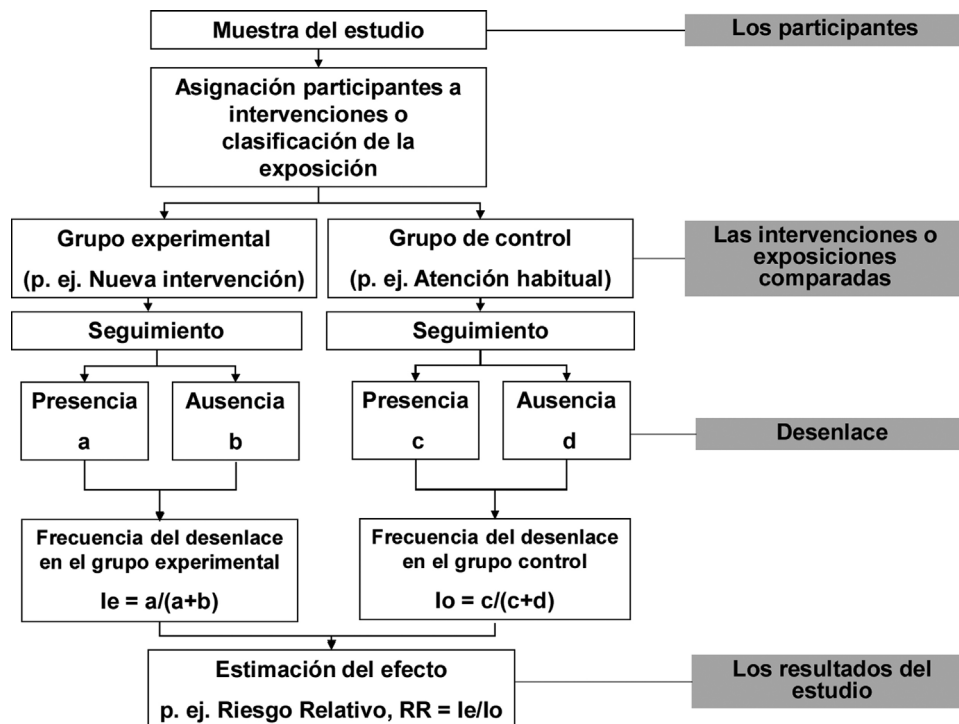 Muestra del estudio
Los participantes
Asignación participantes a
intervenciones o
clasificación de la
exposición
Grupo experimental
(p. ej. Nueva intervención)
Grupo de control
(p. ej. Atención habitual)
Las intervenciones o
exposiciones
comparadas
Seguimiento
Seguimiento
Presencia
a
Ausencia
b
Presencia
c
Ausencia
d
Desenlace
Frecuencia del desenlace
en el grupo experimental
Ie = a/(a+b)
Frecuencia del desenlace
en el grupo control
Io = c/(c+d)
Estimación del efecto
p. ej. Riesgo Relativo, RR = Ie/Io
Los resultados del
estudio